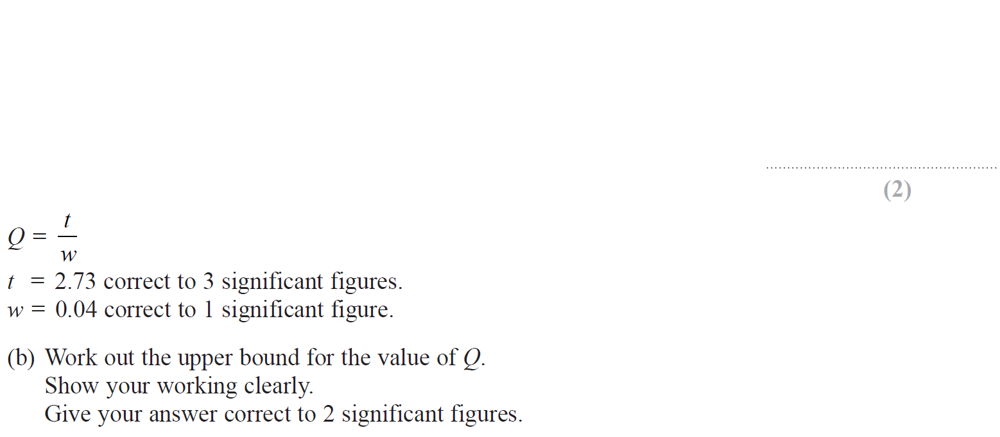 ......................................................
(2)
Q = t/w
t = 2.73 correct to 3 significant figures.
w = 0.04 correct to 1 significant figure.
(b) Work out the upper bound for the value of Q.
Show your working clearly.
Give your answer correct to 2 significant figures.